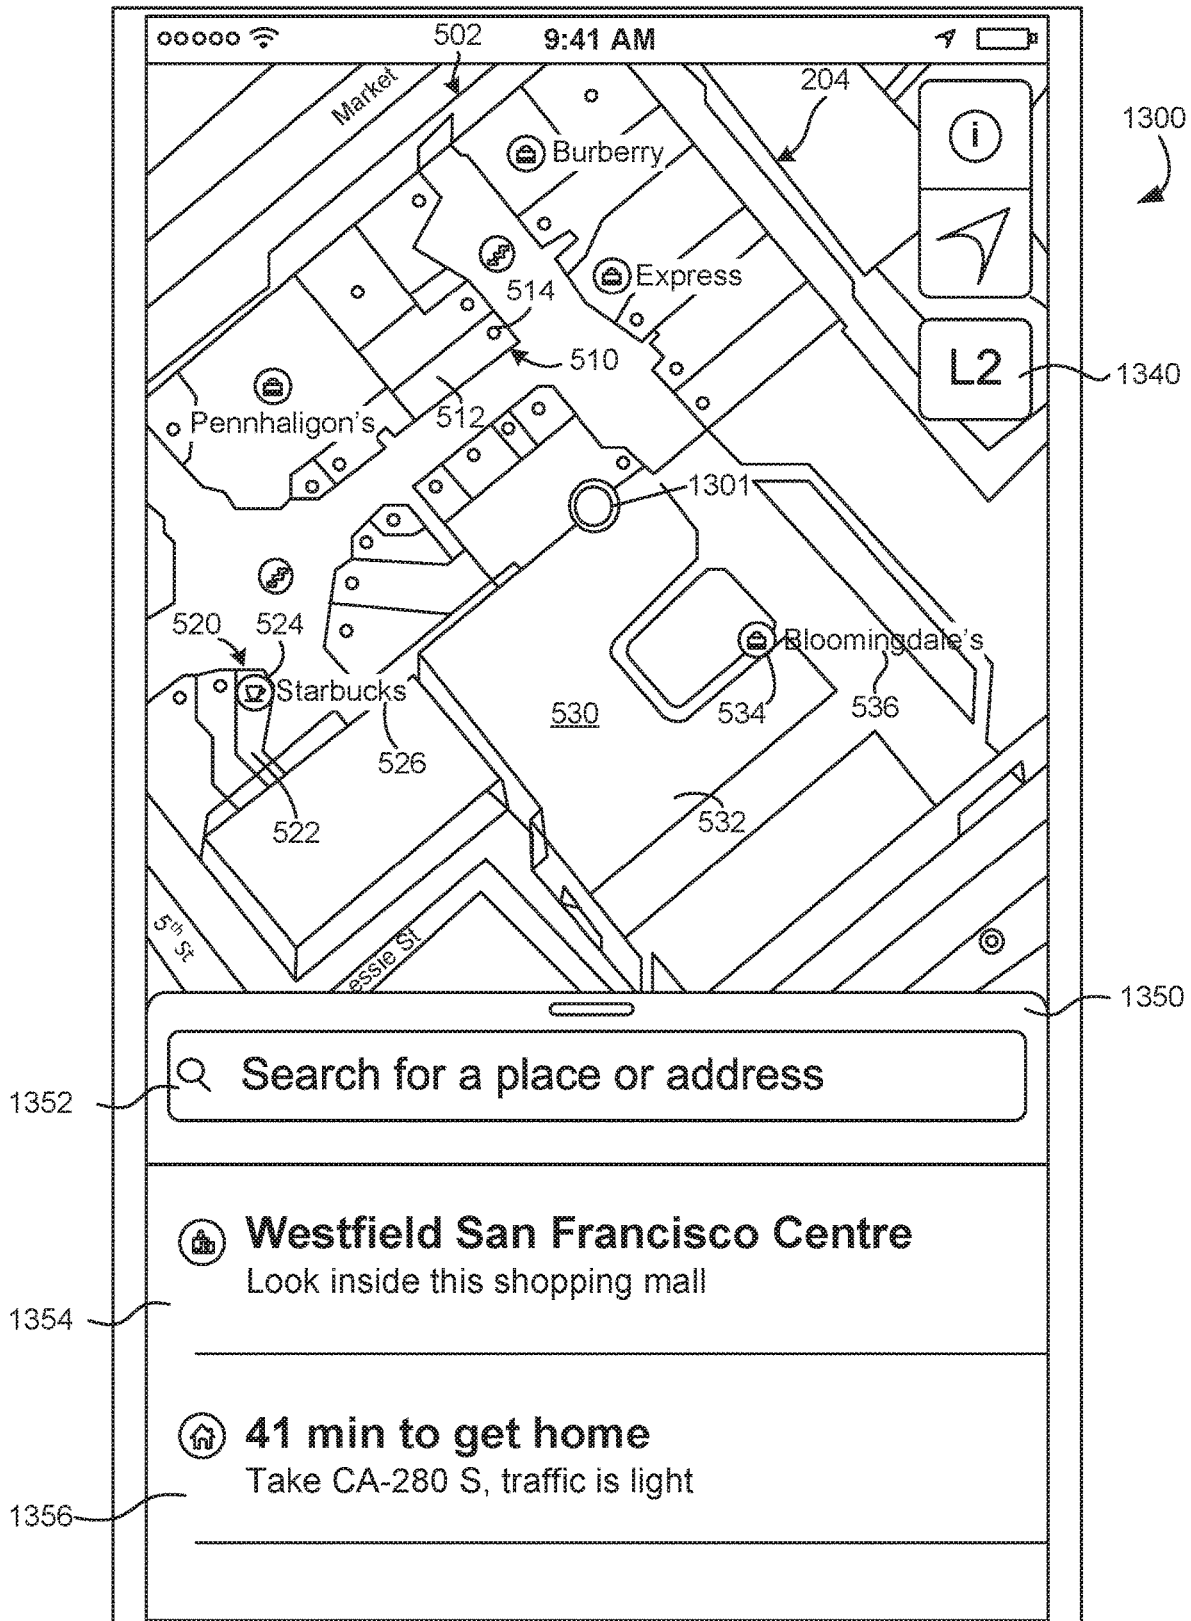 9:41 AM
502
204
1300
Market
i
Burberry
Express
514
510
L2
1340
512
Pennhaligon's
1301
520
524
Bloomingdale's
Starbucks
530
534
536
526
522
532
5th St
essie St
1350
Search for a place or address
1352
Westfield San Francisco Centre
Look inside this shopping mall
1354
41 min to get home
Take CA-280 S, traffic is light
1356